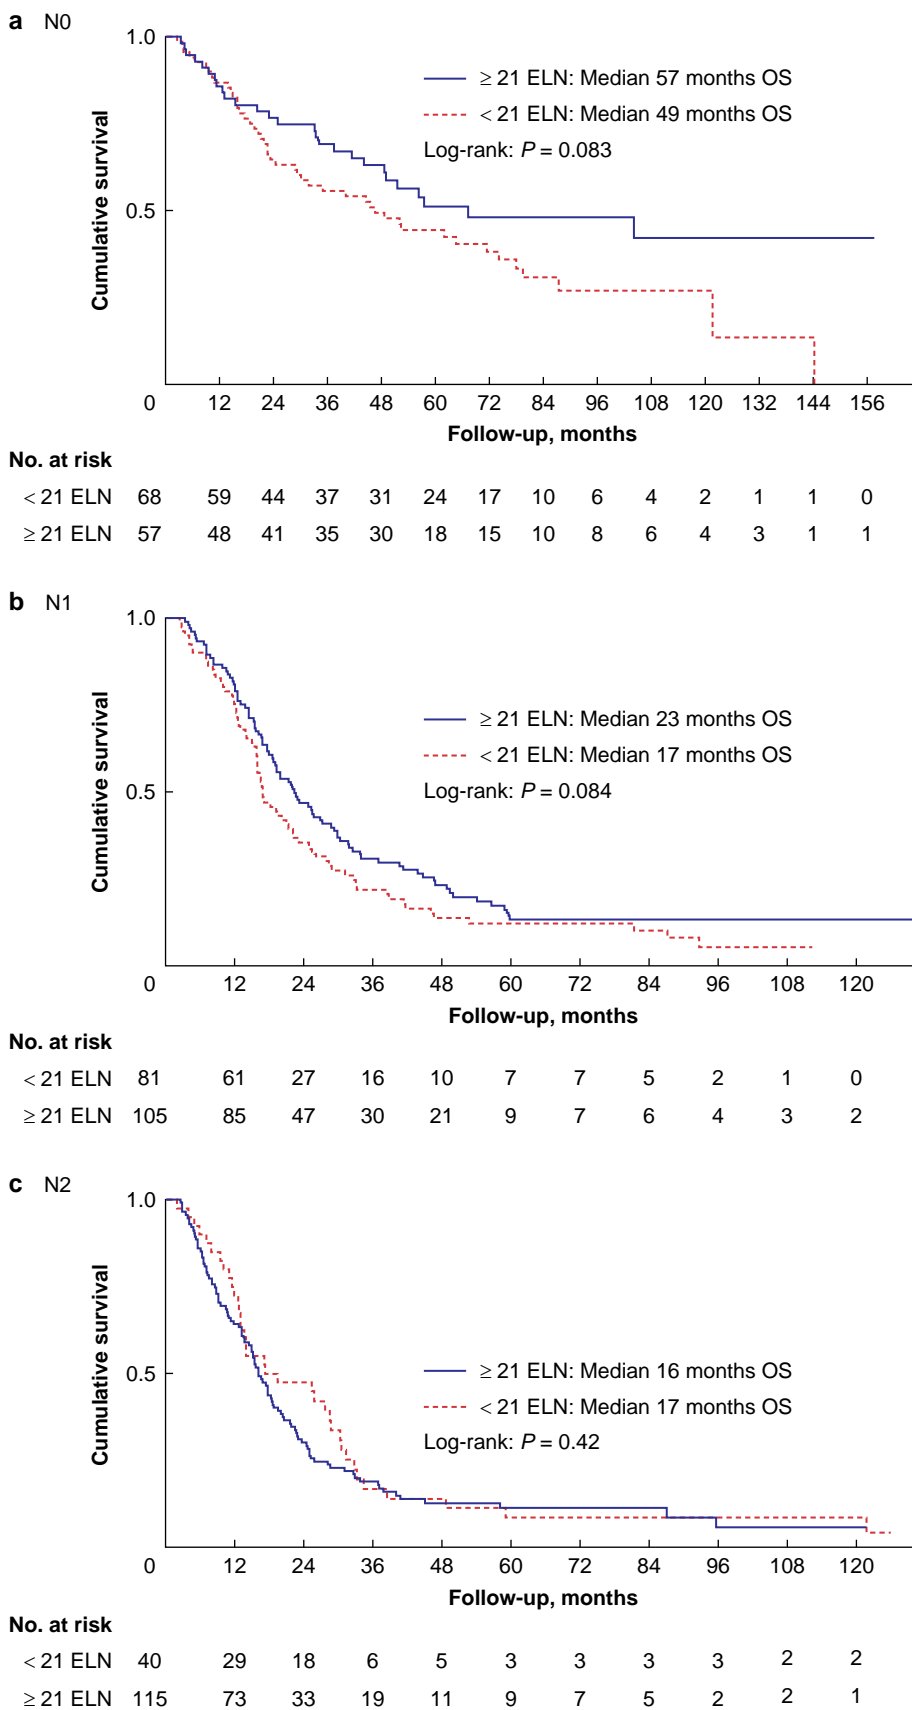 a N0
1.0
≥ 21 ELN: Median 57 months OS
< 21 ELN: Median 49 months OS
Log-rank: P = 0.083
0.5
Cumulative survival
0 12 24 36 48 60 72 84 96 108 120 132 144 156
Follow-up, months
No. at risk
< 21 ELN 68 59 44 37 31 24 17 10 6 4 2 1 1 0
≥ 21 ELN 57 48 41 35 30 18 15 10 8 6 4 3 1 1
b N1
1.0
≥ 21 ELN: Median 23 months OS
< 21 ELN: Median 17 months OS
Log-rank: P = 0.084
0.5
Cumulative survival
0 12 24 36 48 60 72 84 96 108 120
Follow-up, months
No. at risk
< 21 ELN 81 61 27 16 10 7 7 5 2 1 0
≥ 21 ELN 105 85 47 30 21 9 7 6 4 3 2
c N2
1.0
≥ 21 ELN: Median 16 months OS
< 21 ELN: Median 17 months OS
Log-rank: P = 0.42
0.5
Cumulative survival
0 12 24 36 48 60 72 84 96 108 120
Follow-up, months
No. at risk
< 21 ELN 40 29 18 6 5 3 3 3 3 2 2
≥ 21 ELN 115 73 33 19 11 9 7 5 2 2 1